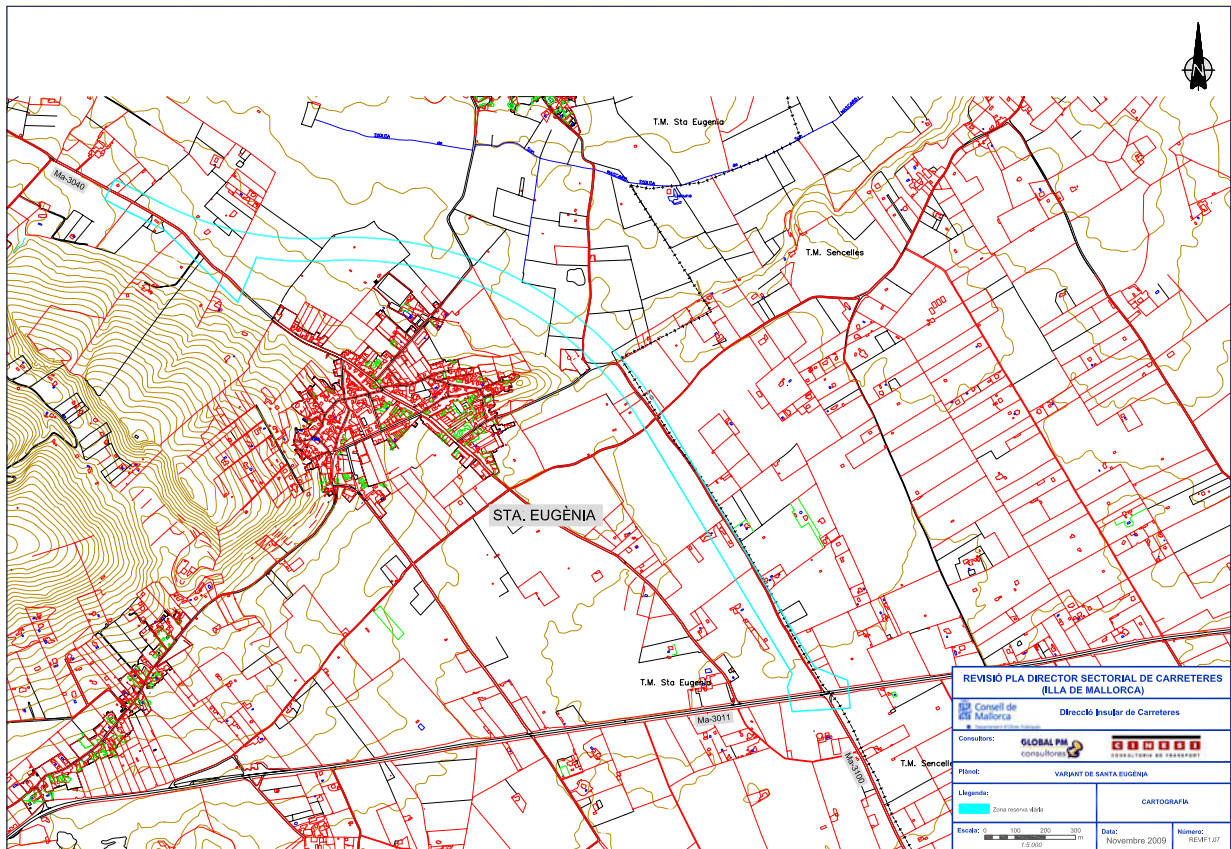 N
T.M. Sta Eugenia
Ma-3040
T.M. Sencelles
STA. EUGÈNIA
T.M. Sta Eugenia
Ma-3011
Ma-3100
T.M. Sencelle
REVISIÓ PLA DIRECTOR SECTORIAL DE CARRETERES
(ILLA DE MALLORCA)
Consell de
Mallorca
Direcció Insular de Carreteres
Consultors:
GLOBAL PM
consultores
CINESI
CONSULTORIA DE TRANSPORT
Plànol:
VARIANT DE SANTA EUGÈNIA
Llegenda:
Zona reserva viària
CARTOGRAFIA
Escala:
0 100 200 300
m
1:5.000
Data:
Novembre 2009
Número:
REVIF1.07